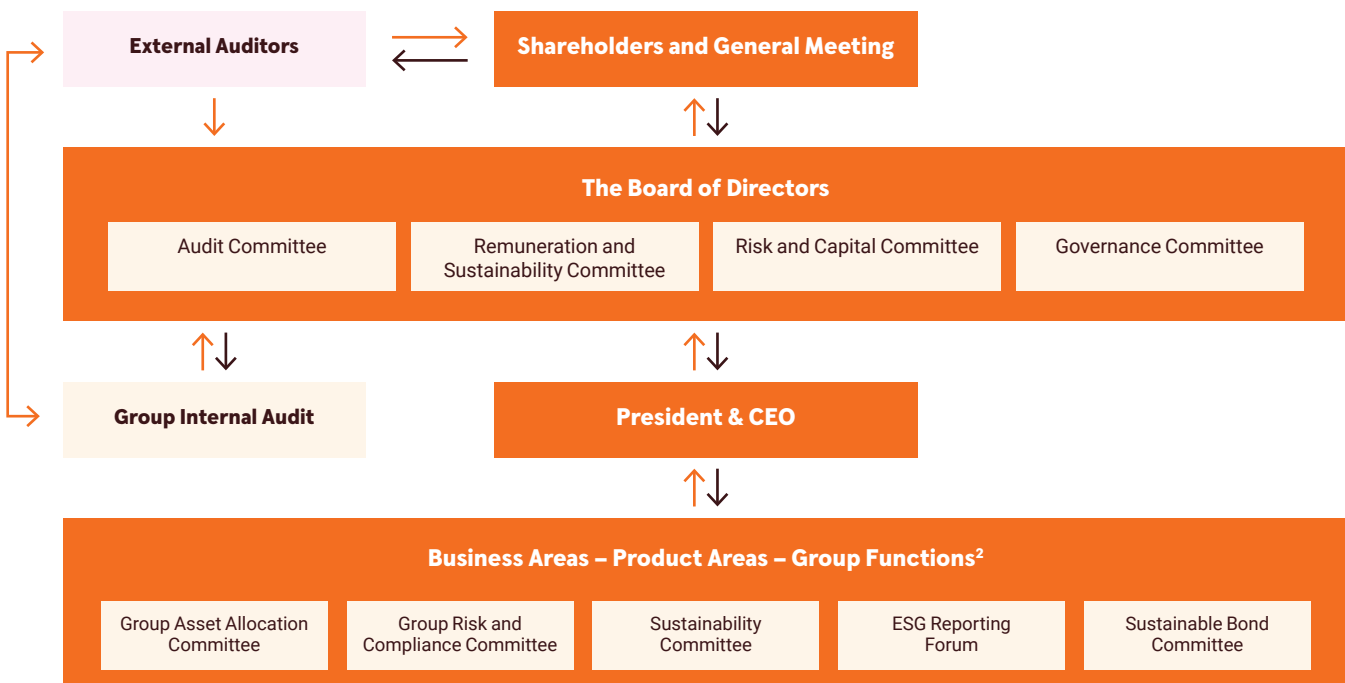 External Auditors
Shareholders and General Meeting
The Board of Directors
Audit Committee
Remuneration and
Sustainability Committee
Risk and Capital Committee
Governance Committee
Group Internal Audit
President & CEO
Business Areas – Product Areas – Group Functions²
Group Asset Allocation
Committee
Group Risk and
Compliance Committee
Sustainability
Committee
ESG Reporting
Forum
Sustainable Bond
Committee